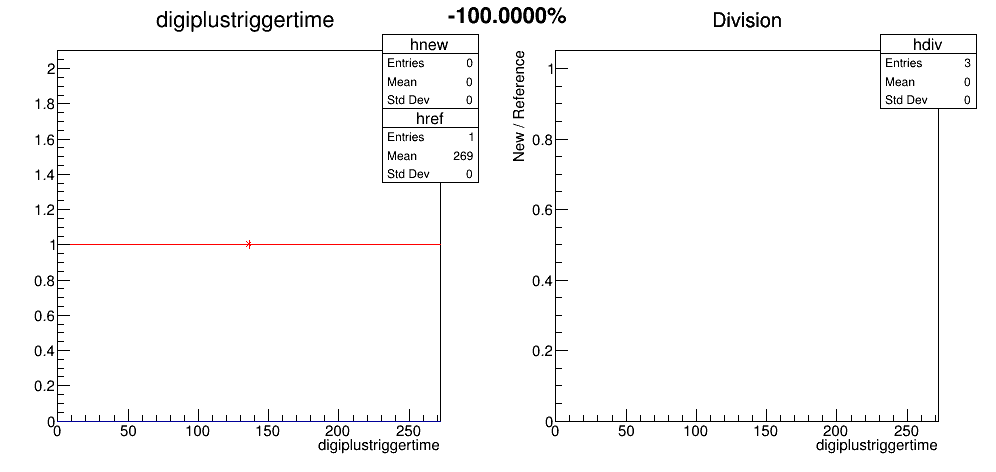 digiplustriggertime
-100.0000%
Division
hnew
Entries 0
Mean 0
Std Dev 0
href
Entries 1
Mean 269
Std Dev 0
2
1.8
1.6
1.4
1.2
1
0.8
0.6
0.4
0.2
0
0 50 100 150 200 250
digiplustriggertime
hdiv
Entries 3
Mean 0
Std Dev 0
New / Reference
1
0.8
0.6
0.4
0.2
0
0 50 100 150 200 250
digiplustriggertime